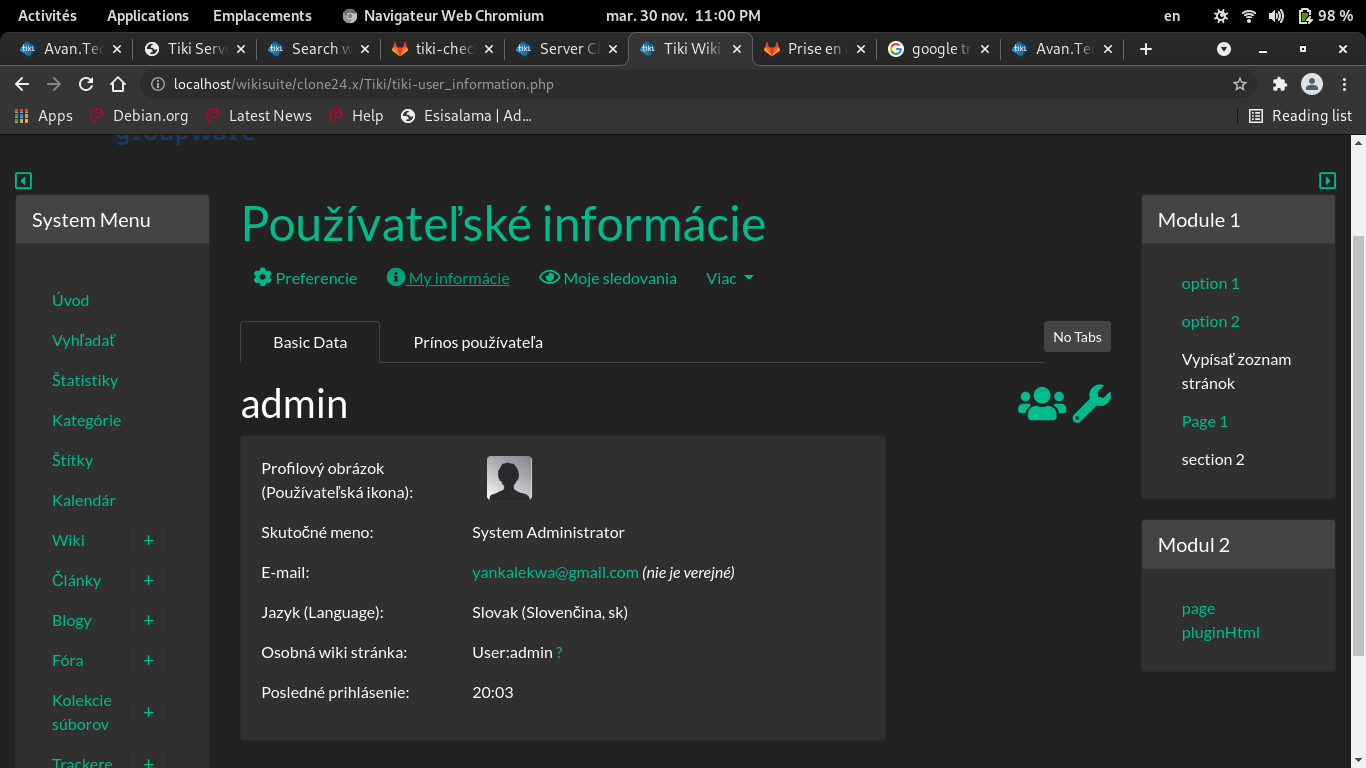 Activités Applications Emplacements Navigateur Web Chromium mar. 30 nov. 11:00 PM en 98 %
Avan.Tec Tiki Serv Search w tiki-chec Server C Tiki Wiki Prise en google tr Avan.Tec
localhost/wikisuite/clone24.x/Tiki/tiki-user_information.php
Apps Debian.org Latest News Help Esisalama | Ad... Reading list
groupware
System Menu
Úvod
Vyhľadať
Štatistiky
Kategórie
Štítky
Kalendár
Wiki +
Články +
Blogy +
Fóra +
Kolekcie
súborov +
Trackere +
Používateľské informácie
Preferencie My informácie Moje sledovania Viac
Basic Data Prínos používateľa No Tabs
admin
Profilový obrázok
(Používateľská ikona):
Skutočné meno: System Administrator
E-mail: yankalekwa@gmail.com (nie je verejné)
Jazyk (Language): Slovak (Slovenčina, sk)
Osobná wiki stránka: User:admin ?
Posledné prihlásenie: 20:03
Module 1
option 1
option 2
Vypísať zoznam
stránok
Page 1
section 2
Modul 2
page
pluginHtml